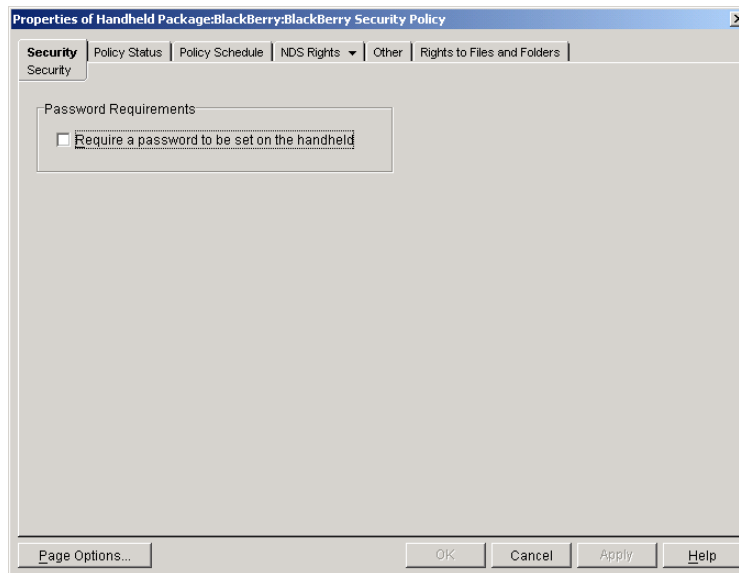 Properties of Handheld Package:BlackBerry:BlackBerry Security Policy
Security Policy Status Policy Schedule NDS Rights Other Rights to Files and Folders
Security
Password Requirements
Require a password to be set on the handheld
Page Options... OK Cancel Apply Help